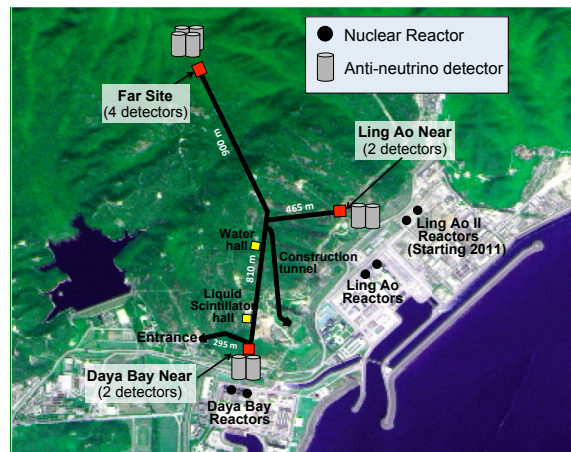 Nuclear Reactor
Anti-neutrino detector
Far Site
(4 detectors)
Ling Ao Near
(2 detectors)
900 m
465 m
Ling Ao II
Reactors
(Starting 2011)
Water
hall
810 m
Construction
tunnel
Ling Ao
Reactors
Liquid
Scintillator
hall
Entrance
295 m
Daya Bay Near
(2 detectors)
Daya Bay
Reactors